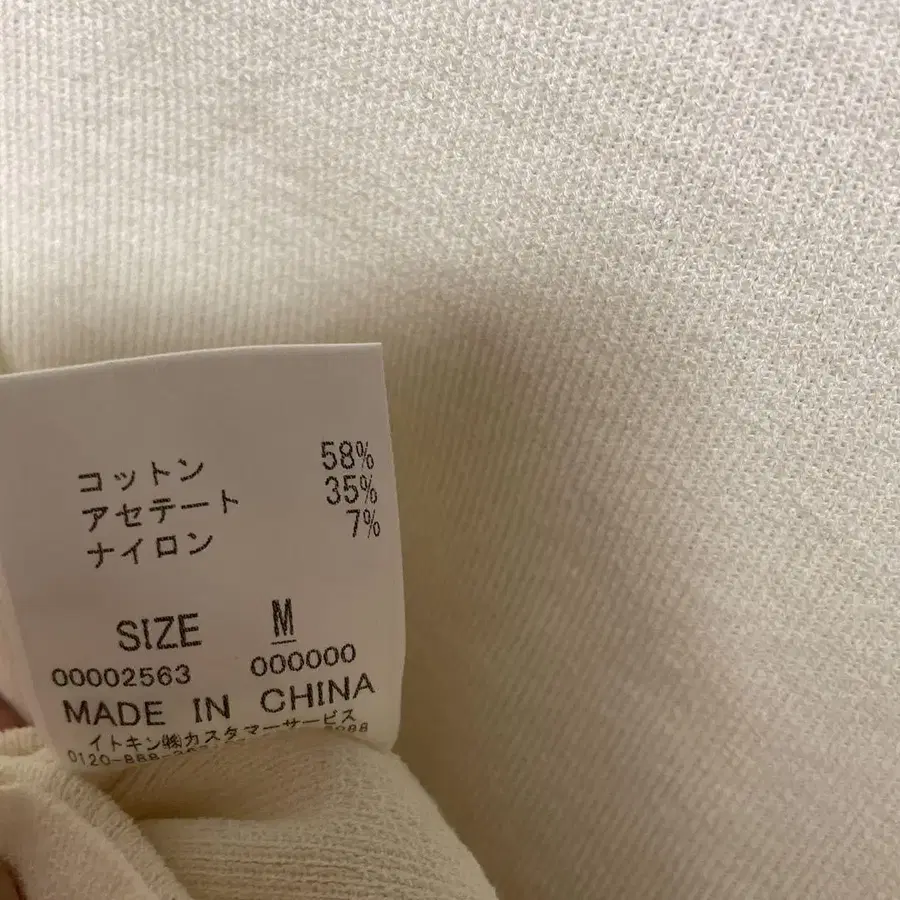 コットン 58%
アセテート 35%
ナイロン 7%
SIZE M
00002563 000000
MADE IN CHINA
イトキン㈱カスタマーサービス